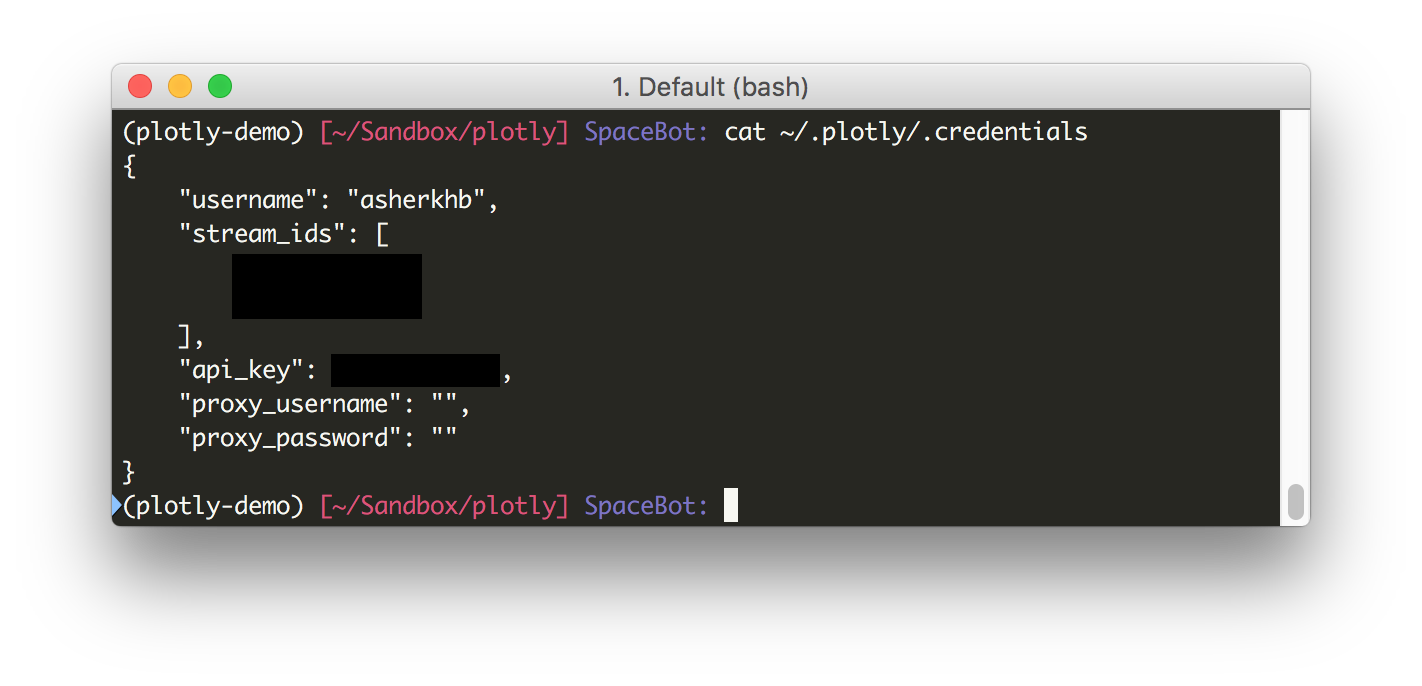 1. Default (bash)
(plotly-demo) [~/Sandbox/plotly] SpaceBot: cat ~/.plotly/.credentials
{
    "username": "asherkhb",
    "stream_ids": [
    ],
    "api_key": ,
    "proxy_username": "",
    "proxy_password": ""
}
(plotly-demo) [~/Sandbox/plotly] SpaceBot: